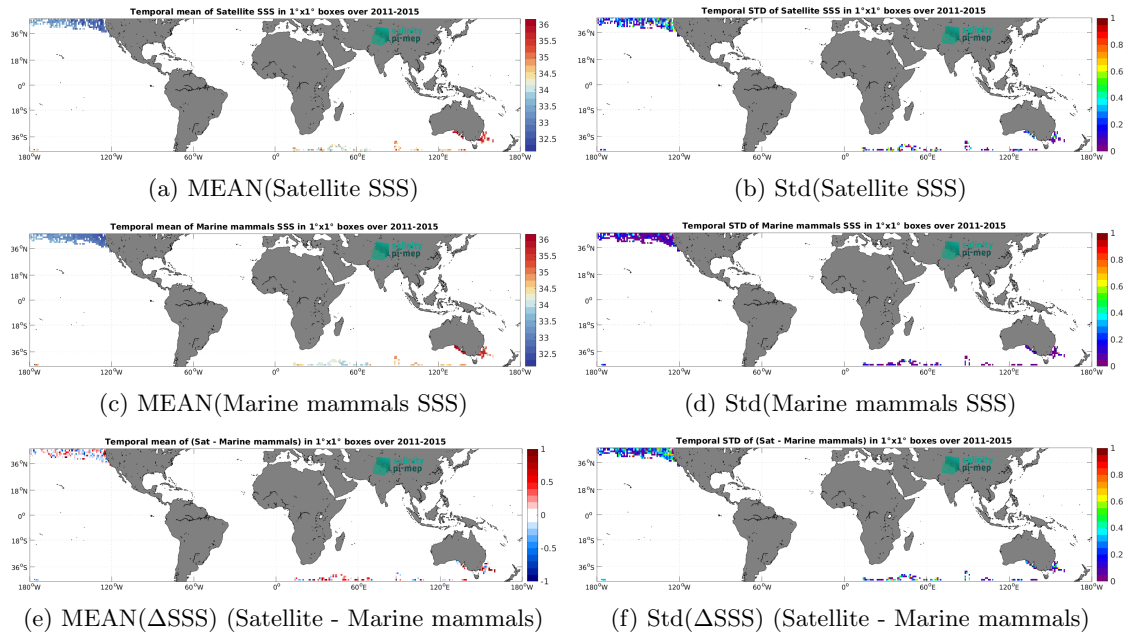 Temporal mean of Satellite SSS in 1°x1° boxes over 2011-2015
36°N
18°N
0°
18°S
36°S
180°W 120°W 60°W 0° 60°E 120°E 180°W
36
35.5
35
34.5
34
33.5
33
32.5
pi-mep
(a) MEAN(Satellite SSS)
Temporal STD of Satellite SSS in 1°x1° boxes over 2011-2015
36°N
18°N
0°
18°S
36°S
180°W 120°W 60°W 0° 60°E 120°E 180°W
1
0.8
0.6
0.4
0.2
0
pi-mep
(b) Std(Satellite SSS)
Temporal mean of Marine mammals SSS in 1°x1° boxes over 2011-2015
36°N
18°N
0°
18°S
36°S
180°W 120°W 60°W 0° 60°E 120°E 180°W
36
35.5
35
34.5
34
33.5
33
32.5
pi-mep
(c) MEAN(Marine mammals SSS)
Temporal STD of Marine mammals SSS in 1°x1° boxes over 2011-2015
36°N
18°N
0°
18°S
36°S
180°W 120°W 60°W 0° 60°E 120°E 180°W
1
0.8
0.6
0.4
0.2
0
pi-mep
(d) Std(Marine mammals SSS)
Temporal mean of (Sat - Marine mammals) in 1°x1° boxes over 2011-2015
36°N
18°N
0°
18°S
36°S
180°W 120°W 60°W 0° 60°E 120°E 180°W
1
0.5
0
-0.5
-1
pi-mep
(e) MEAN(ΔSSS) (Satellite - Marine mammals)
Temporal STD of (Sat - Marine mammals) in 1°x1° boxes over 2011-2015
36°N
18°N
0°
18°S
36°S
180°W 120°W 60°W 0° 60°E 120°E 180°W
1
0.8
0.6
0.4
0.2
0
pi-mep
(f) Std(ΔSSS) (Satellite - Marine mammals)